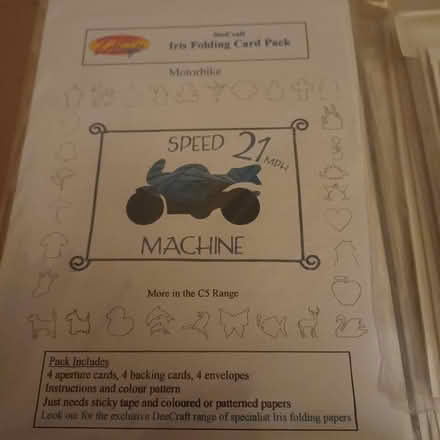 DeeCraft
Iris Folding Card Pack
Motorbike
SPEED 21 MPH
MACHINE
More in the C5 Range
Pack Includes
4 aperture cards, 4 backing cards, 4 envelopes
Instructions and colour pattern
Just needs sticky tape and coloured or patterned papers
Look out for the exclusive DeeCraft range of specialist Iris folding papers